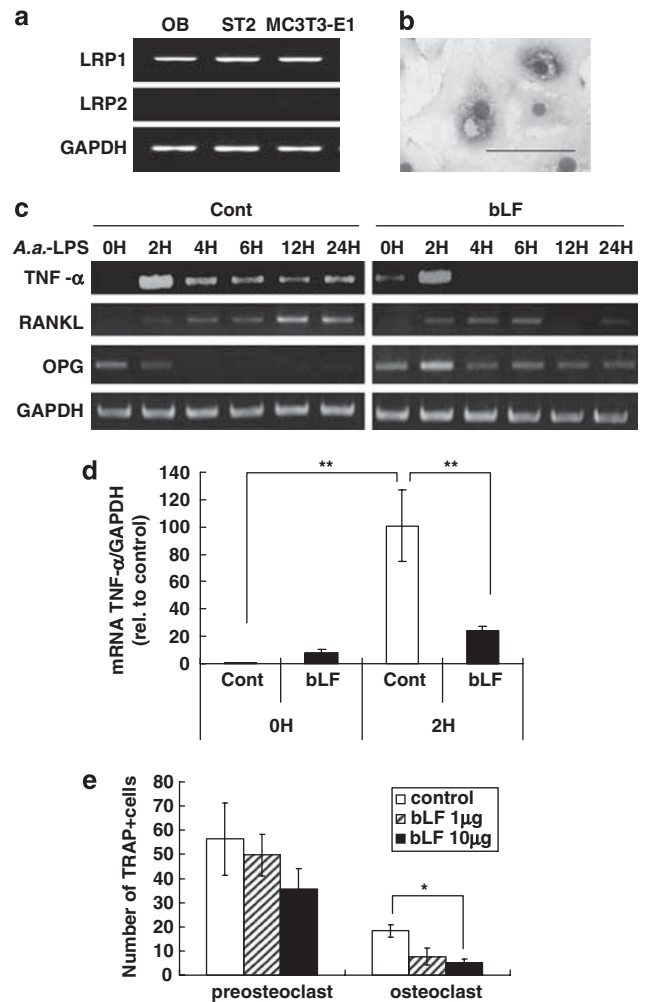 a
OB ST2 MC3T3-E1
LRP1
LRP2
GAPDH
b
c
Cont bLF
A.a.-LPS 0H 2H 4H 6H 12H 24H 0H 2H 4H 6H 12H 24H
TNF -α
RANKL
OPG
GAPDH
d
mRNA TNF-α/GAPDH
(rel. to control)
140
120
100
80
60
40
20
0
** **
Cont bLF Cont bLF
0H 2H
e
Number of TRAP+cells
80
70
60
50
40
30
20
10
0
control
bLF 1µg
bLF 10µg
*
preosteoclast osteoclast